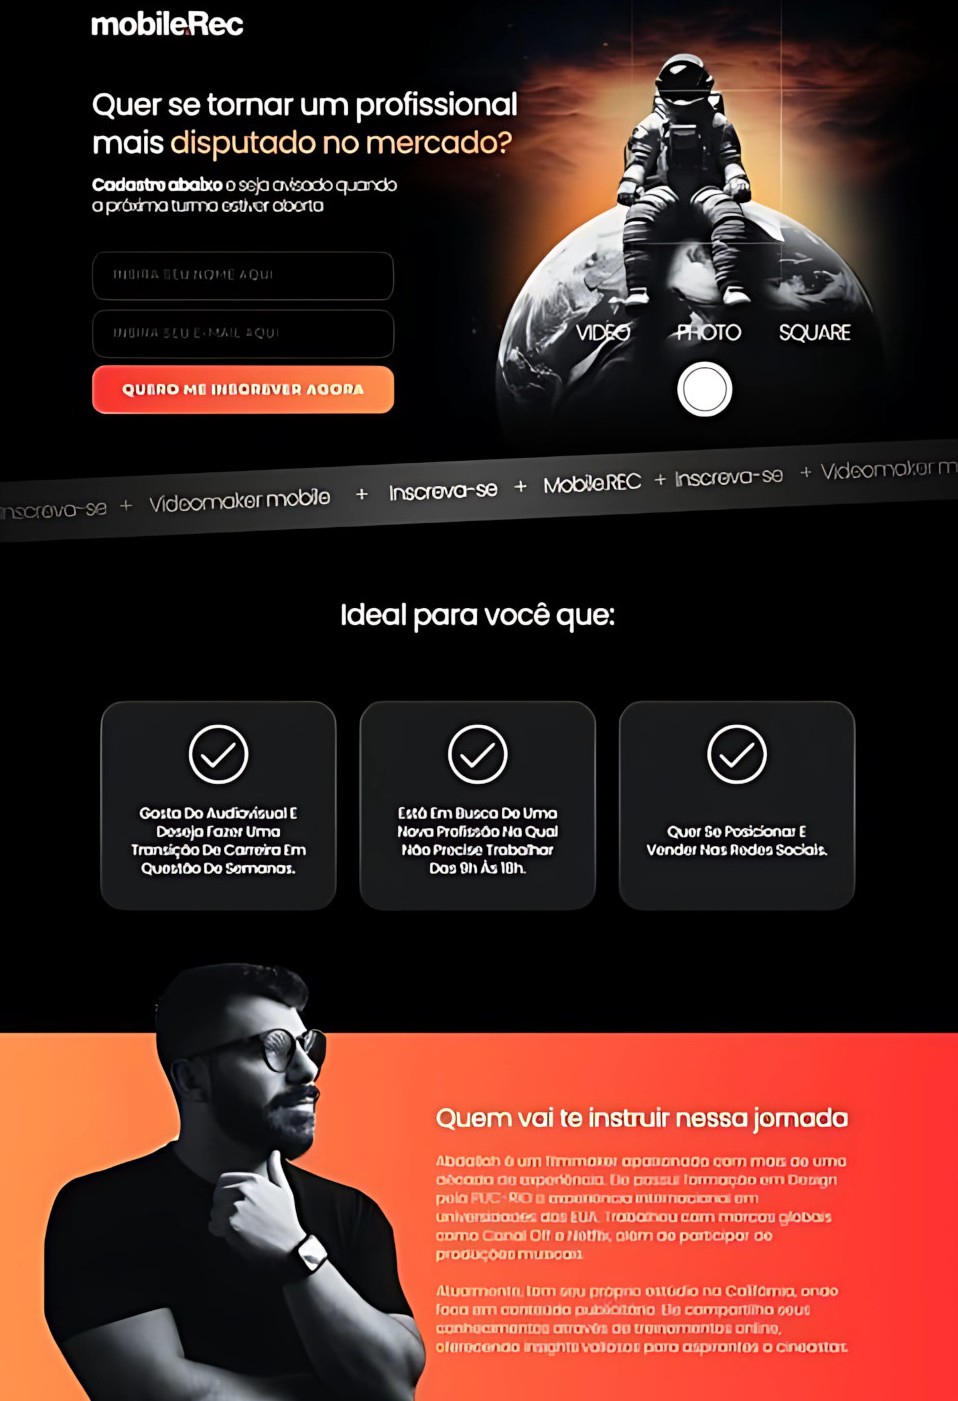 mobile.Rec
Quer se tornar um profissional
mais disputado no mercado?
Cadastro abaixo e seja avisado quando
a próxima turma estiver aberta
INSIRA SEU NOME AQUI
INSIRA SEU E-MAIL AQUI
QUERO ME INSCREVER AGORA
VIDEO PHOTO SQUARE
Inscreva-se + Videomaker mobile + Inscreva-se + MobileREC + Inscreva-se + Videomaker m
Ideal para você que:
Gosta De Audiovisual E
Deseja Fazer Uma
Transição De Carreira Em
Questão De Semanas.
Está Em Busca De Uma
Nova Profissão Na Qual
Não Precise Trabalhar
Das 9h Às 18h.
Quer Se Posicionar E
Vender Nas Redes Sociais.
Quem vai te instruir nessa jornada
Abdallah é um filmmaker apaixonado com mais de uma
década de experiência. Ele possui formação em Design
pela PUC-RIO e experiência internacional em
universidades dos EUA. Trabalhou com marcas globais
como Canal Off e Netflix, além de participar de
produções musicais.
Atualmente, tem seu próprio estúdio na Califórnia, onde
foca em conteúdo publicitário. Ele compartilha seus
conhecimentos através de treinamentos online,
oferecendo insights valiosos para aspirantes a cineastas.